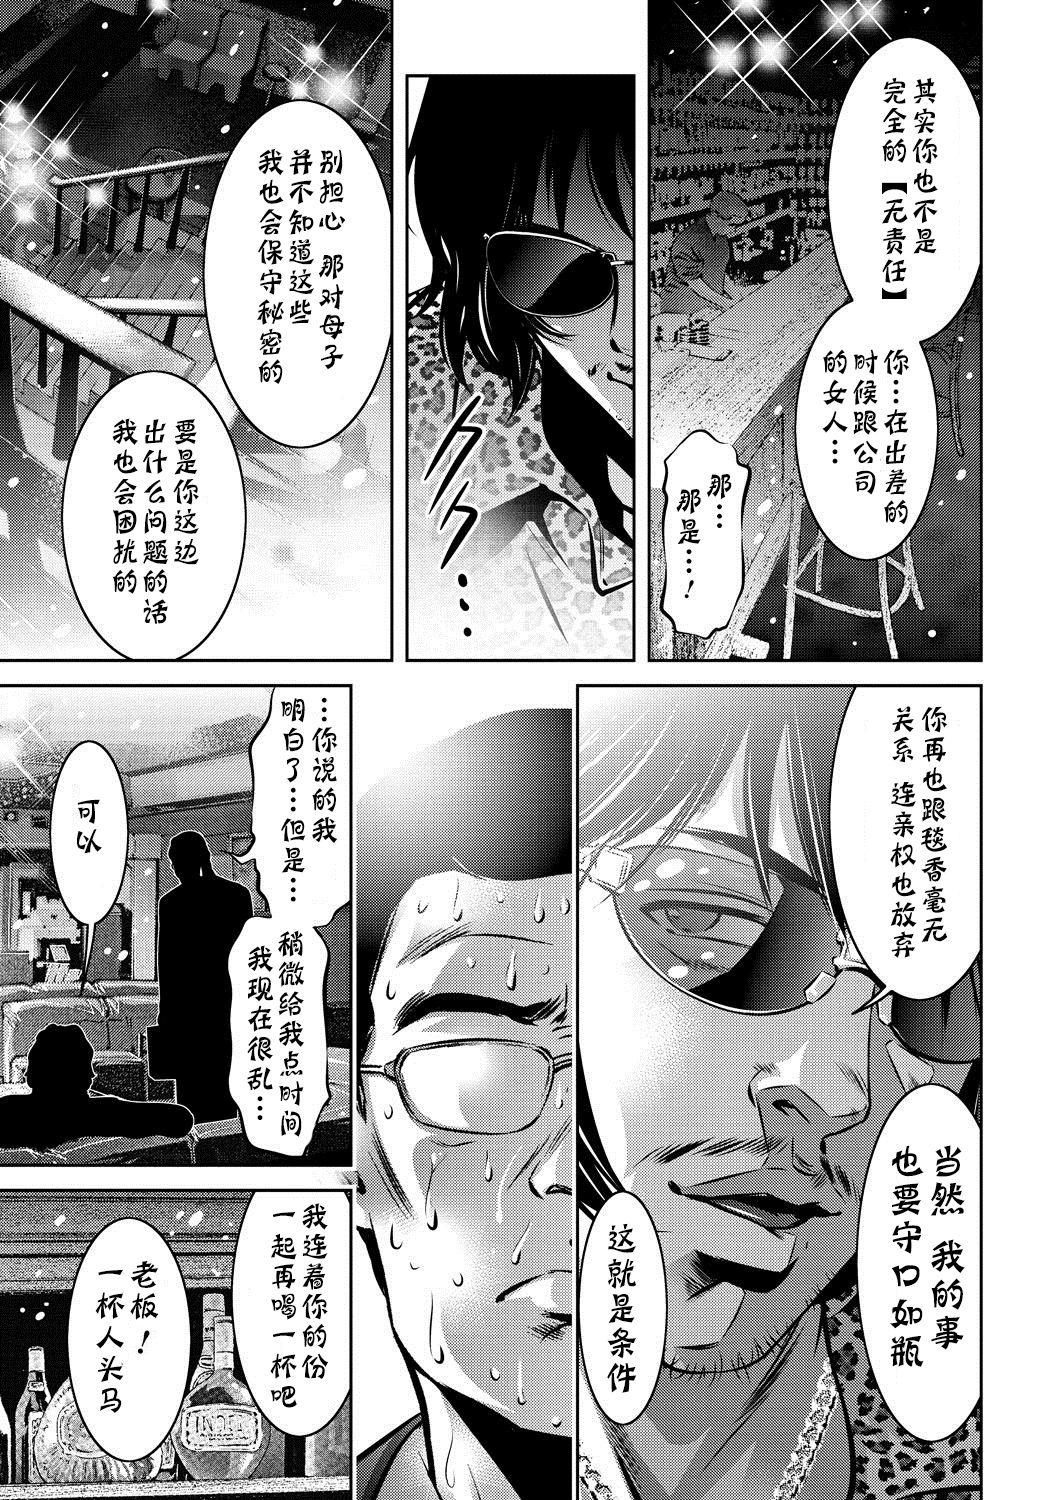 其实你也不是
完全的【无责任】
你…在出差的
时候跟公司
的女人…
那…
那是…！
别担心 那对母子
并不知道这些
我也会保守秘密的
要是你这边
出什么问题的话
我也会困扰的
你再也跟毯香毫无
关系 连亲权也放弃
当然 我的事
也要守口如瓶
这就是条件
…你说的我
明白了…但是…
稍微给我点时间
我现在很乱…
可以
我连着你的份
一起再喝一杯吧
老板！
一杯人头马